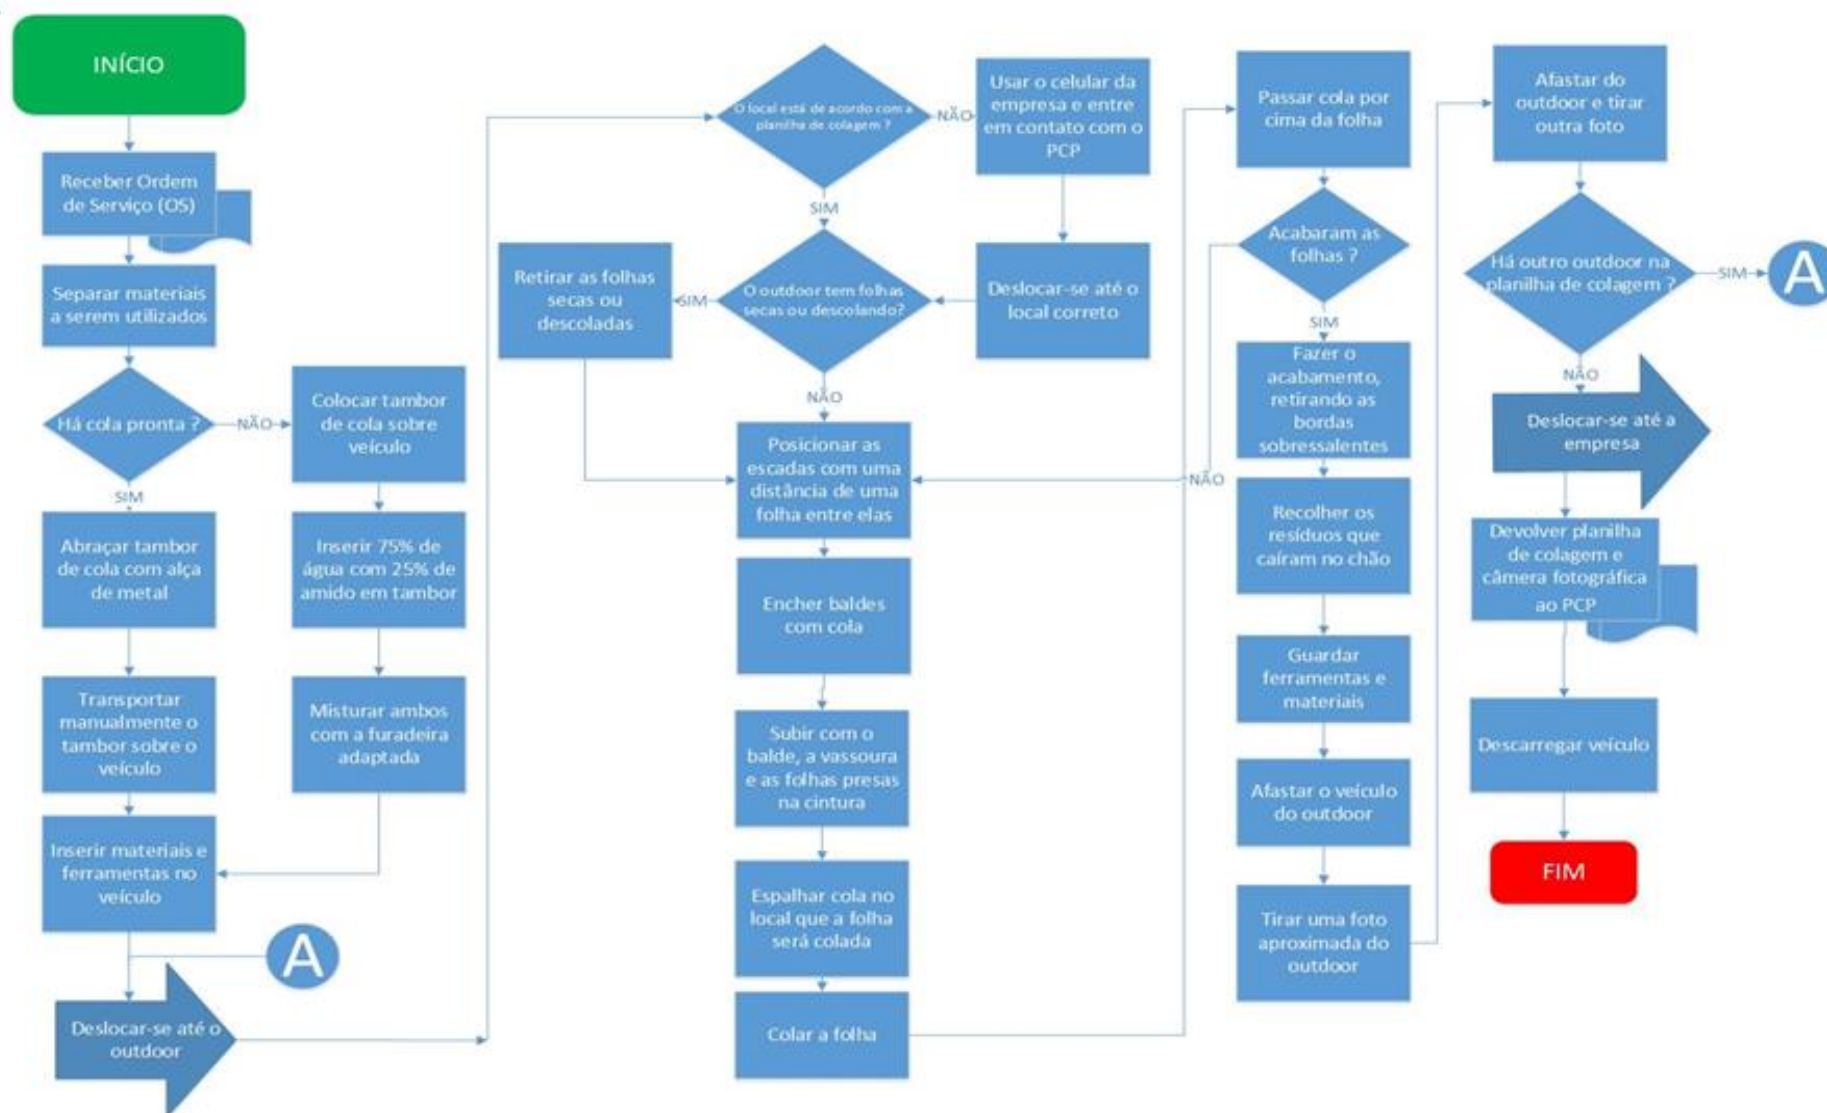 INÍCIO
Receber Ordem
de Serviço (OS)
Separar materiais
a serem utilizados
Há cola pronta ?
NÃO
SIM
Colocar tambor
de cola sobre
veículo
Inserir 75% de
água com 25% de
amido em tambor
Misturar ambos
com a furadeira
adaptada
Abraçar tambor
de cola com alça
de metal
Transportar
manualmente o
tambor sobre o
veículo
Inserir materiais e
ferramentas no
veículo
A
Deslocar-se até o
outdoor
O local está de acordo com a
planilha de colagem ?
NÃO
SIM
Usar o celular da
empresa e entre
em contato com o
PCP
Deslocar-se até o
local correto
O outdoor tem folhas
secas ou descolando?
SIM
NÃO
Retirar as folhas
secas ou
descoladas
Posicionar as
escadas com uma
distância de uma
folha entre elas
Encher baldes
com cola
Subir com o
balde, a vassoura
e as folhas presas
na cintura
Espalhar cola no
local que a folha
será colada
Colar a folha
Passar cola por
cima da folha
Acabaram as
folhas ?
NÃO
SIM
Fazer o
acabamento,
retirando as
bordas
sobressalentes
Recolher os
resíduos que
caíram no chão
Guardar
ferramentas e
materiais
Afastar o veículo
do outdoor
Tirar uma foto
aproximada do
outdoor
Afastar do
outdoor e tirar
outra foto
Há outro outdoor na
planilha de colagem ?
SIM
A
NÃO
Deslocar-se até a
empresa
Devolver planilha
de colagem e
câmera fotográfica
ao PCP
Descarregar veículo
FIM